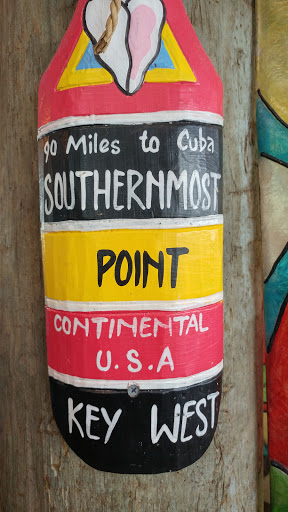 90 Miles to Cuba
SOUTHERNMOST
POINT
CONTINENTAL
U.S.A
KEY WEST